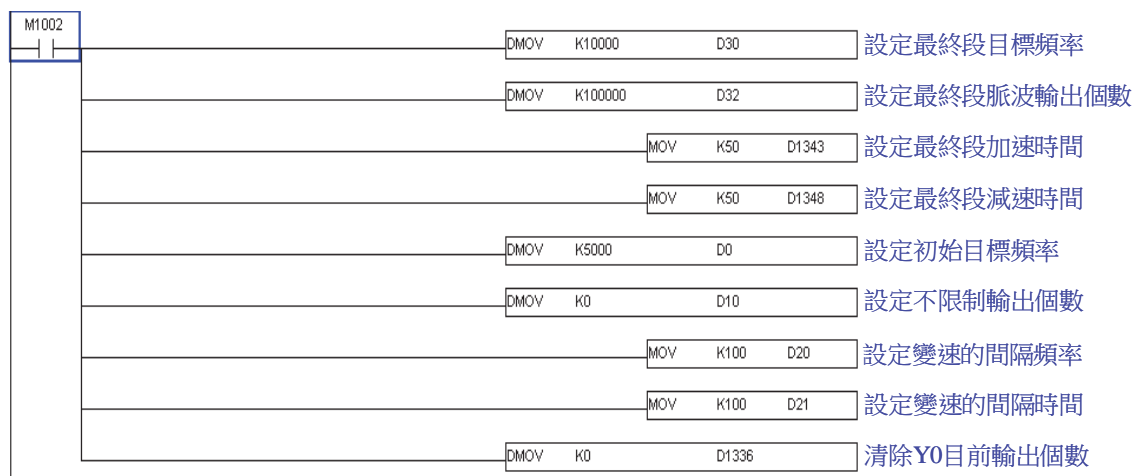 M1002
DMOV K10000 D30 設定最終段目標頻率
DMOV K100000 D32 設定最終段脈波輸出個數
MOV K50 D1343 設定最終段加速時間
MOV K50 D1348 設定最終段減速時間
DMOV K5000 D0 設定初始目標頻率
DMOV K0 D10 設定不限制輸出個數
MOV K100 D20 設定變速的間隔頻率
MOV K100 D21 設定變速的間隔時間
DMOV K0 D1336 清除Y0目前輸出個數